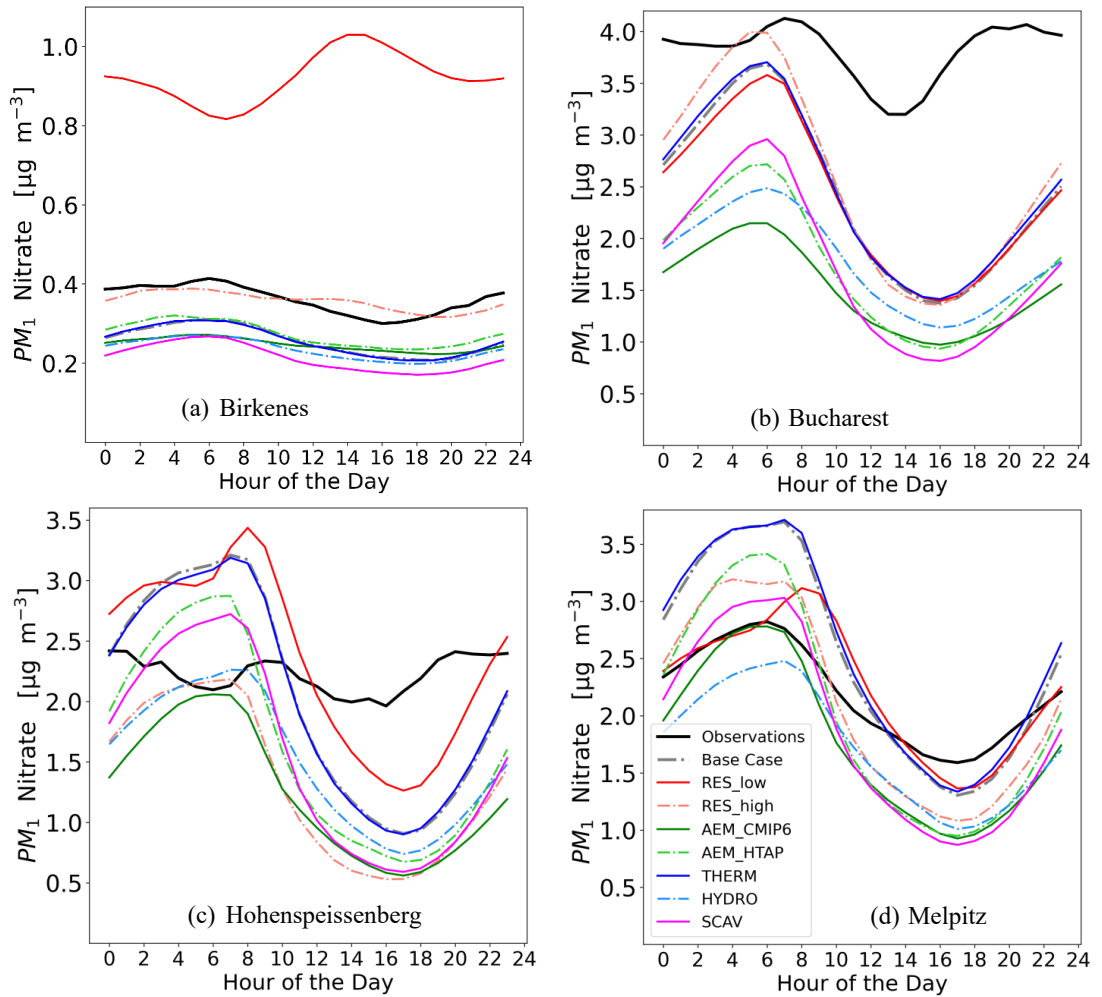 PM₁ Nitrate [µg m⁻³]
1.0
0.8
0.6
0.4
0.2
(a) Birkenes
0 2 4 6 8 10 12 14 16 18 20 22 24
Hour of the Day
PM₁ Nitrate [µg m⁻³]
4.0
3.5
3.0
2.5
2.0
1.5
1.0
0.5
(b) Bucharest
0 2 4 6 8 10 12 14 16 18 20 22 24
Hour of the Day
PM₁ Nitrate [µg m⁻³]
3.5
3.0
2.5
2.0
1.5
1.0
0.5
(c) Hohenspeissenberg
0 2 4 6 8 10 12 14 16 18 20 22 24
Hour of the Day
PM₁ Nitrate [µg m⁻³]
3.5
3.0
2.5
2.0
1.5
1.0
0.5
Observations
Base Case
RES_low
RES_high
AEM_CMIP6
AEM_HTAP
THERM
HYDRO
SCAV
(d) Melpitz
0 2 4 6 8 10 12 14 16 18 20 22 24
Hour of the Day